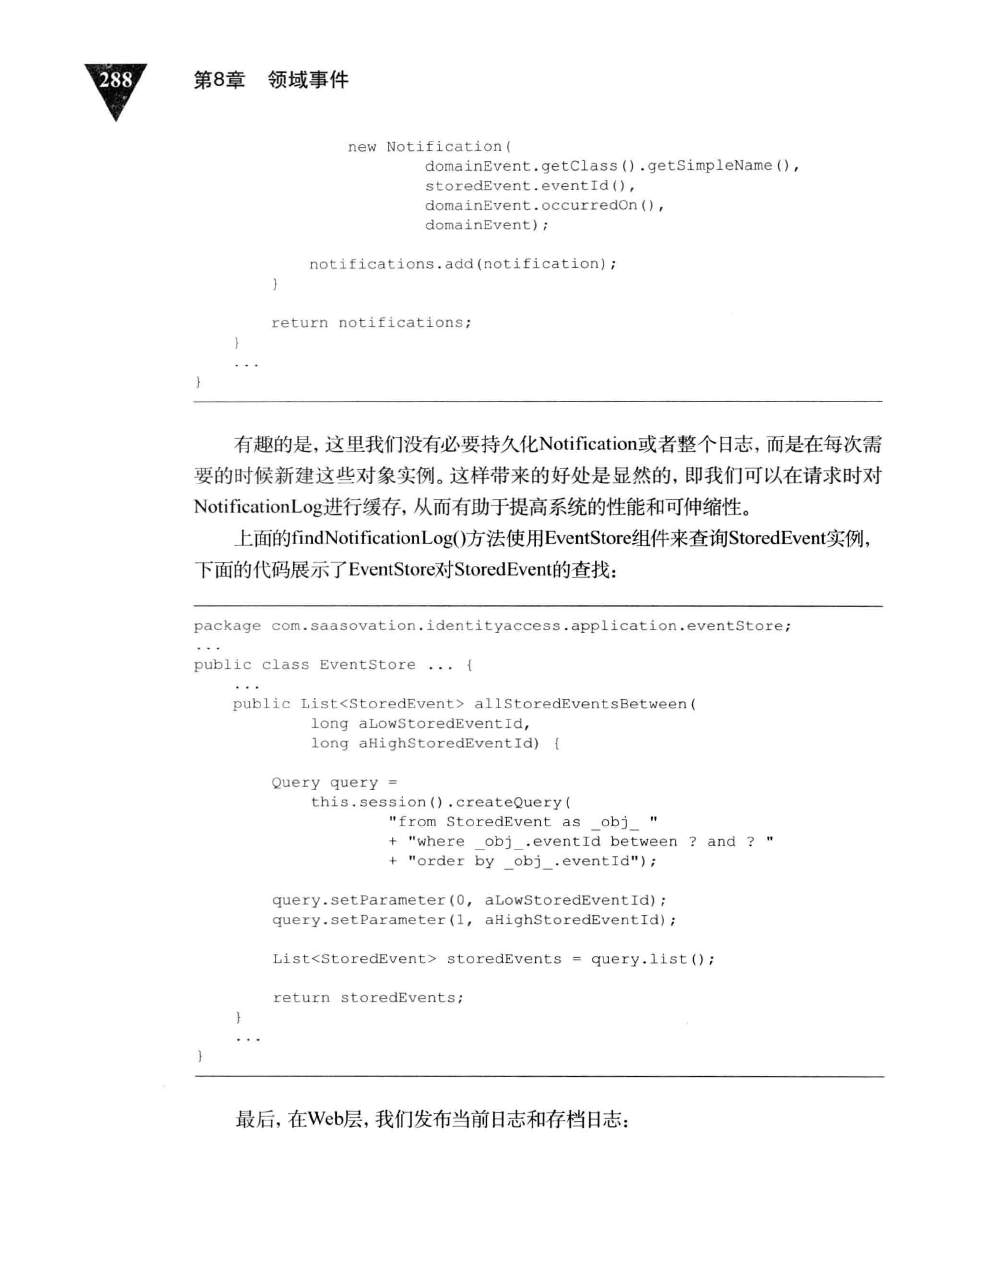 288
第8章 领域事件
new Notification(
domainEvent.getClass().getSimpleName(),
storedEvent.eventId(),
domainEvent.occurredOn(),
domainEvent);
notifications.add(notification);
}
return notifications;
}
...
}
有趣的是，这里我们没有必要持久化Notification或者整个日志，而是在每次需
要的时候新建这些对象实例。这样带来的好处是显然的，即我们可以在请求时对
NotificationLog进行缓存，从而有助于提高系统的性能和可伸缩性。
上面的findNotificationLog()方法使用EventStore组件来查询StoredEvent实例，
下面的代码展示了EventStore对StoredEvent的查找：
package com.saasovation.identityaccess.application.eventStore;
...
public class EventStore ... {
...
public List<StoredEvent> allStoredEventsBetween(
long aLowStoredEventId,
long aHighStoredEventId) {
Query query =
this.session().createQuery(
"from StoredEvent as _obj_ "
+ "where _obj_.eventId between ? and ? "
+ "order by _obj_.eventId");
query.setParameter(0, aLowStoredEventId);
query.setParameter(1, aHighStoredEventId);
List<StoredEvent> storedEvents = query.list();
return storedEvents;
}
...
}
最后，在Web层，我们发布当前日志和存档日志：